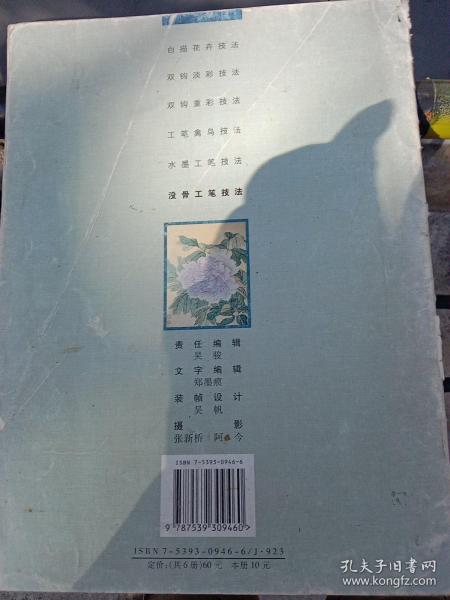 白描花卉技法
双钩淡彩技法
双钩重彩技法
工笔禽鸟技法
水墨工笔技法
没骨工笔技法
责任编辑
吴骏
文字编辑
郑墨痕
装帧设计
吴帆
摄影
张新桥 阿今
ISBN 7-5393-0946-6
9 787539 309460 >
ISBN 7-5393-0946-6/J·923
定价:(共6册)60元 本册10元
孔夫子旧书网
www.kongfz.com